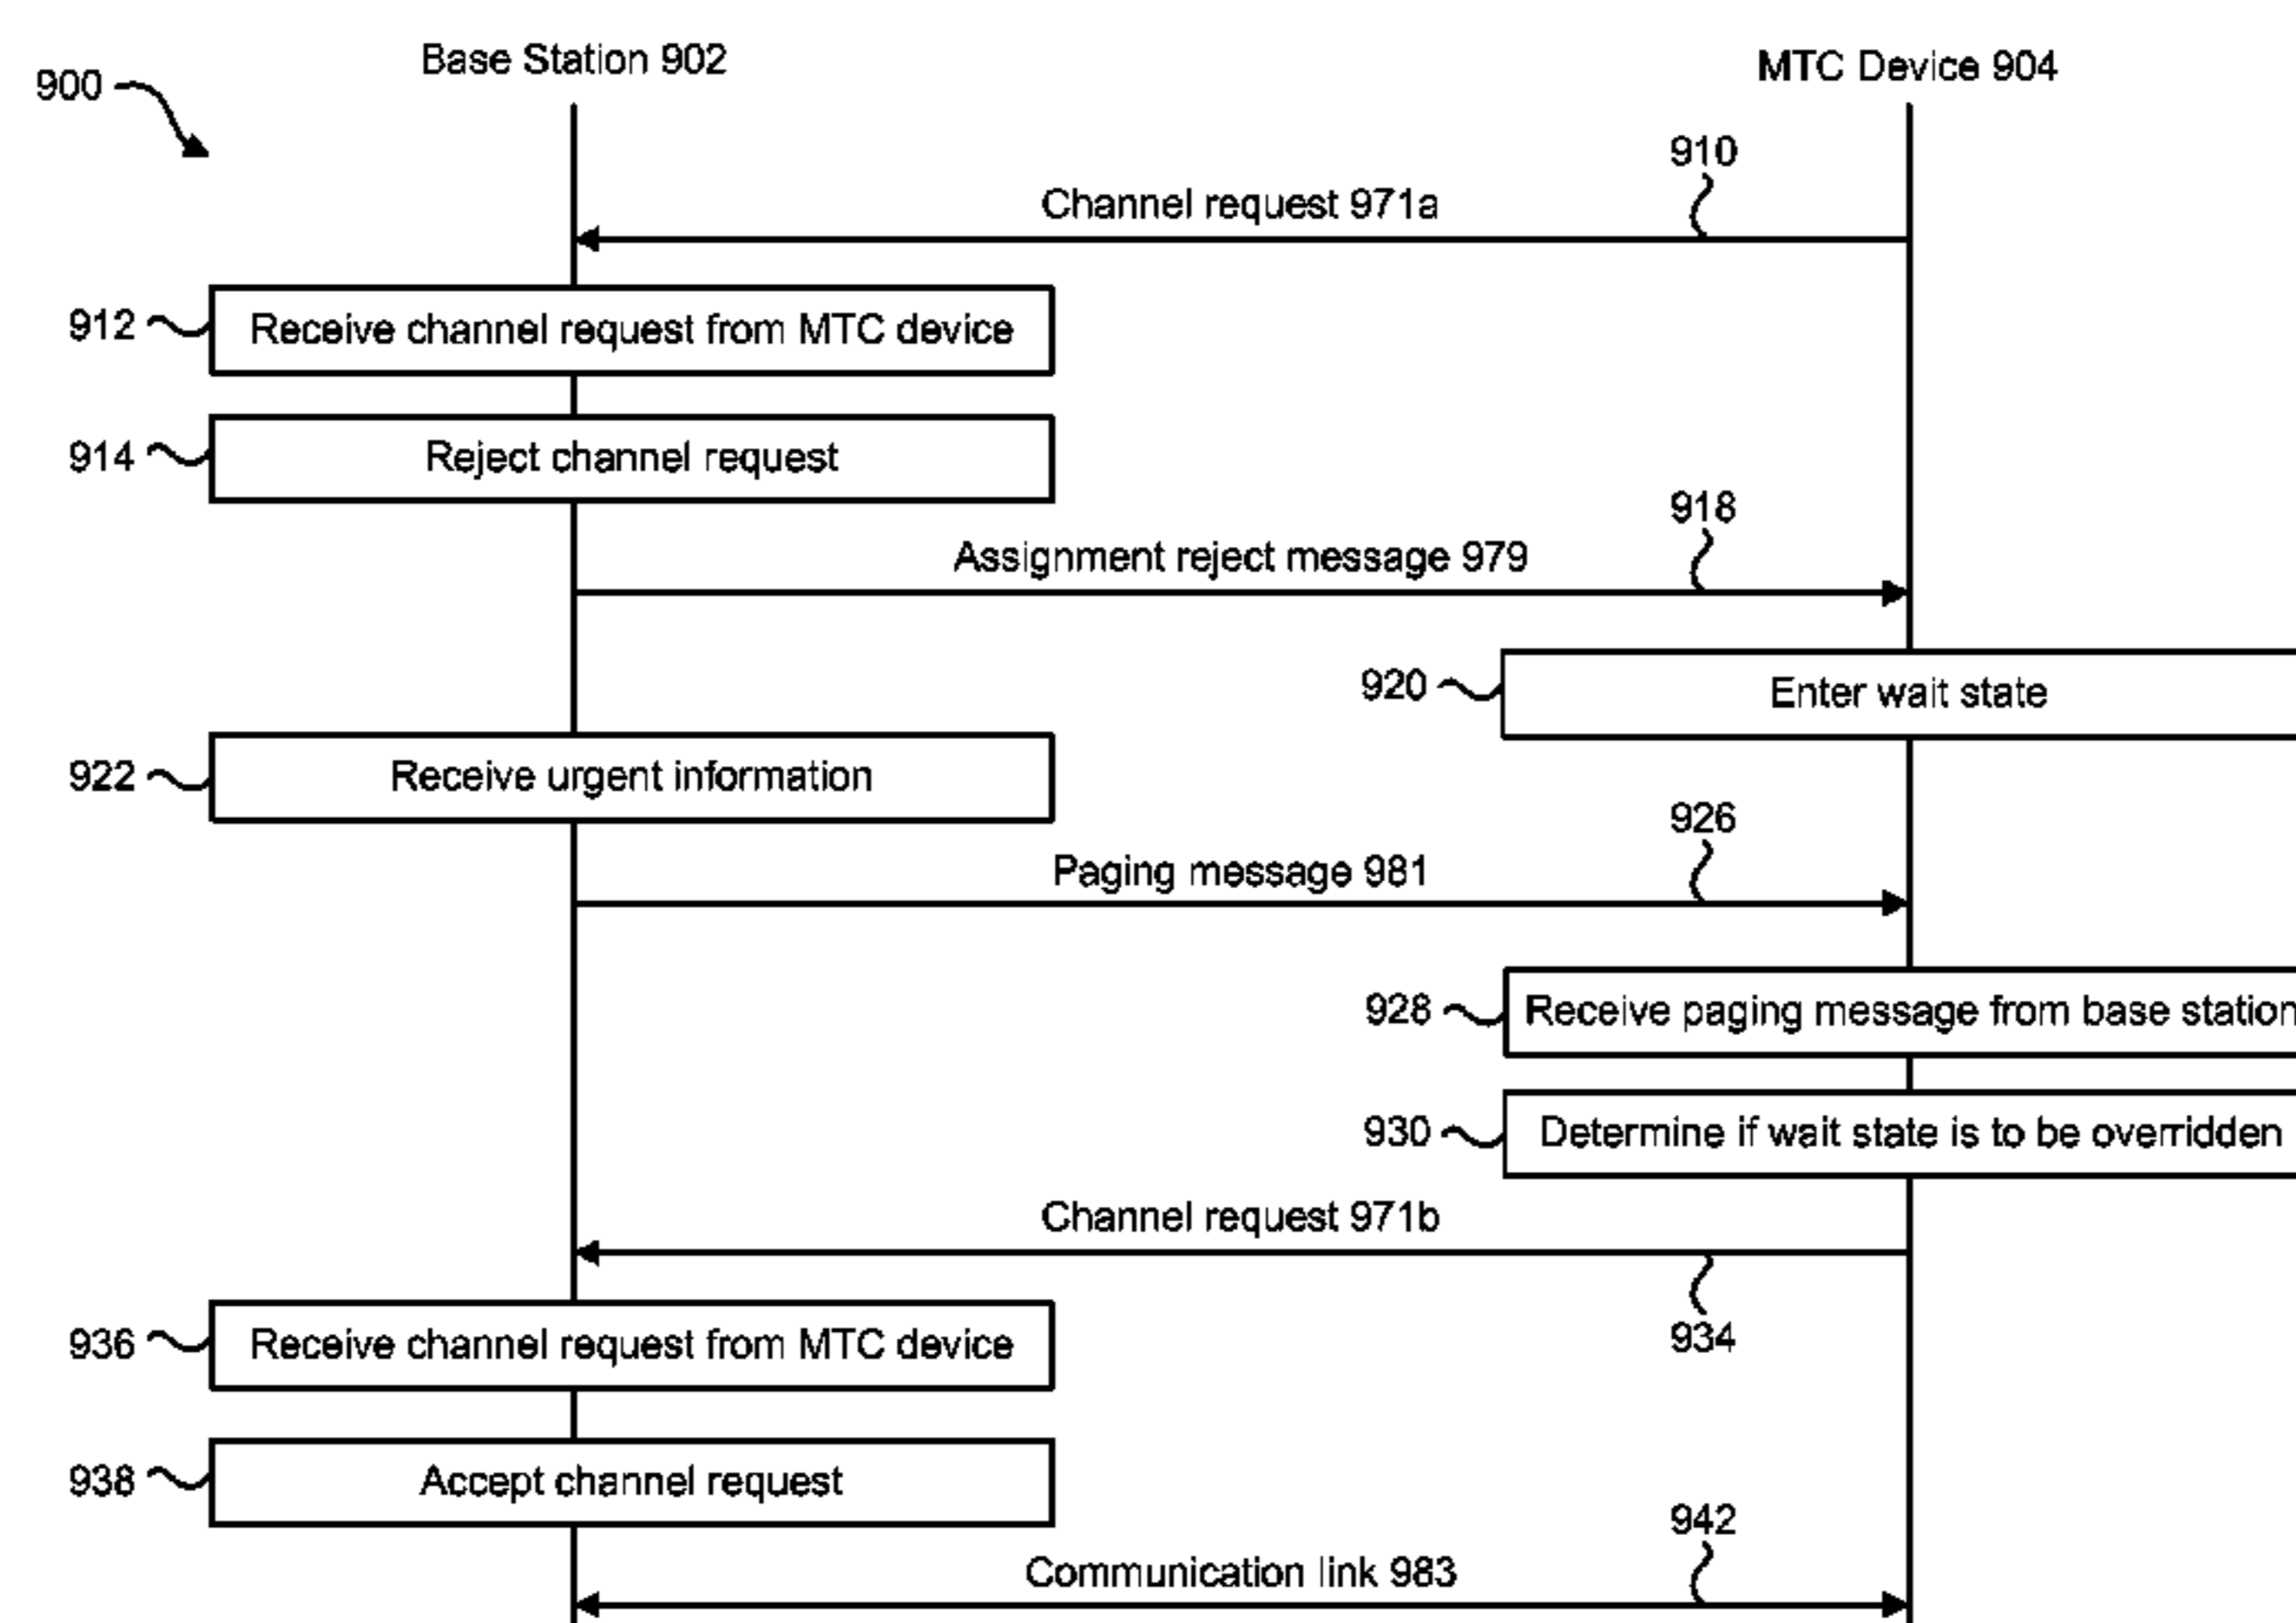 Base Station 902
MTC Device 904
900
910
Channel request 971a
912
Receive channel request from MTC device
914
Reject channel request
918
Assignment reject message 979
920
Enter wait state
922
Receive urgent information
926
Paging message 981
928
Receive paging message from base station
930
Determine if wait state is to be overridden
Channel request 971b
934
936
Receive channel request from MTC device
938
Accept channel request
942
Communication link 983